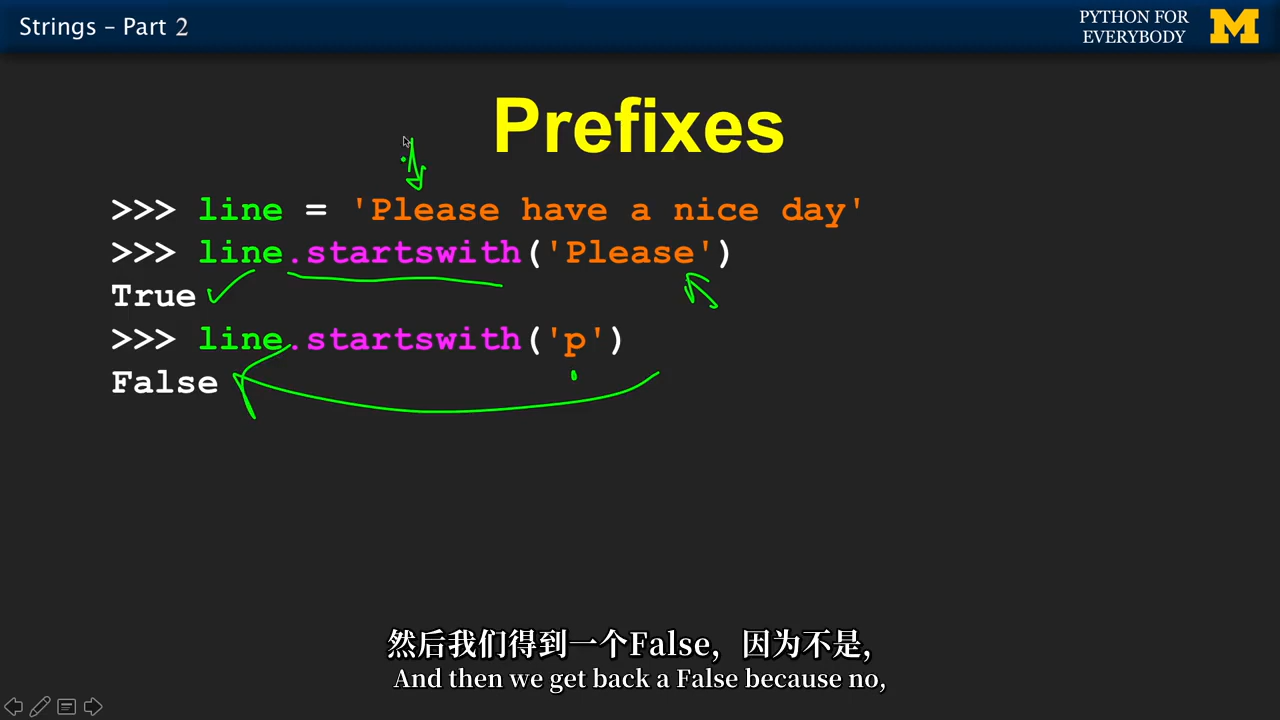 Strings – Part 2
PYTHON FOR
EVERYBODY
M
Prefixes
>>> line = 'Please have a nice day'
>>> line.startswith('Please')
True
>>> line.startswith('p')
False
然后我们得到一个False，因为不是，
And then we get back a False because no,